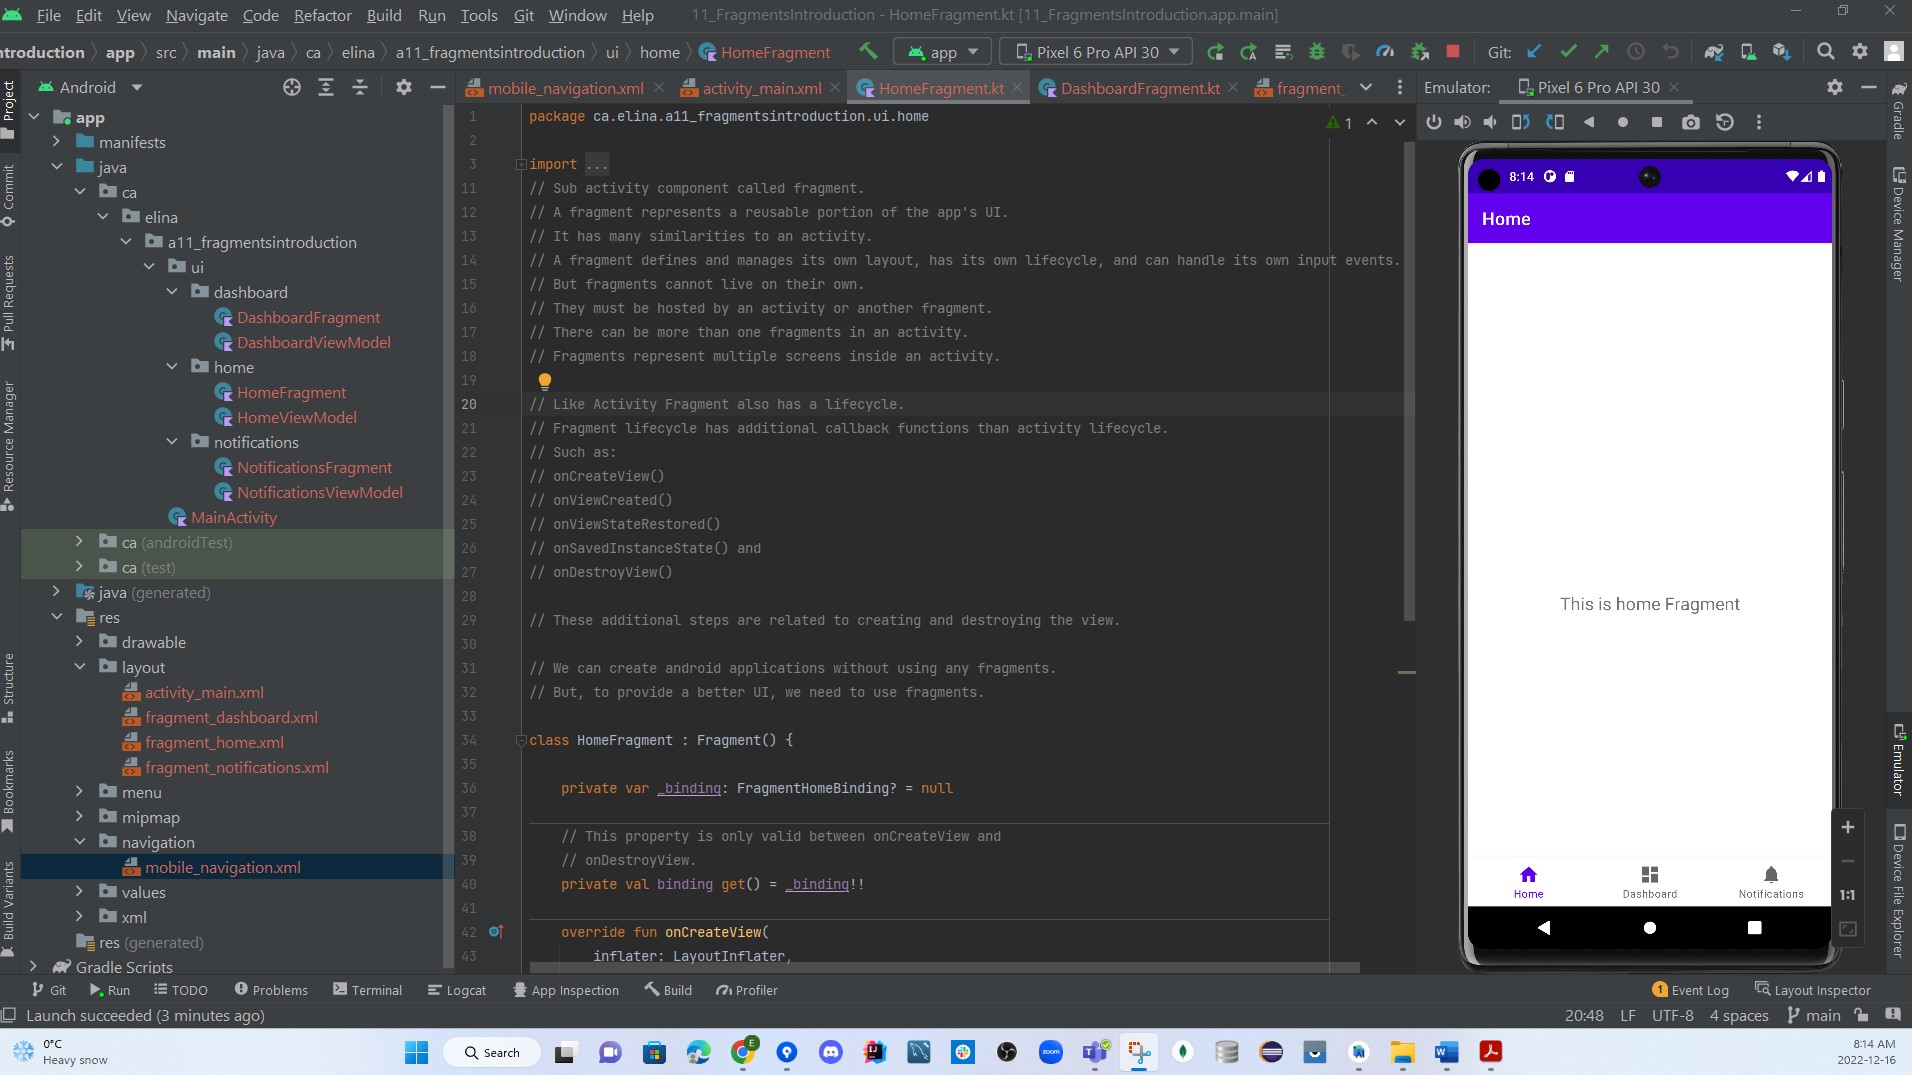 File Edit View Navigate Code Refactor Build Run Tools Git Window Help 11_FragmentsIntroduction - HomeFragment.kt [11_FragmentsIntroduction.app.main]
ntroduction app src main java ca elina a11_fragmentsintroduction ui home HomeFragment app Pixel 6 Pro API 30 Git:
Android
mobile_navigation.xml activity_main.xml HomeFragment.kt DashboardFragment.kt fragment_
Emulator: Pixel 6 Pro API 30
Project
Commit
Pull Requests
Resource Manager
Structure
Bookmarks
Build Variants
app
manifests
java
ca
elina
a11_fragmentsintroduction
ui
dashboard
DashboardFragment
DashboardViewModel
home
HomeFragment
HomeViewModel
notifications
NotificationsFragment
NotificationsViewModel
MainActivity
ca (androidTest)
ca (test)
java (generated)
res
drawable
layout
activity_main.xml
fragment_dashboard.xml
fragment_home.xml
fragment_notifications.xml
menu
mipmap
navigation
mobile_navigation.xml
values
xml
res (generated)
Gradle Scripts
1 package ca.elina.a11_fragmentsintroduction.ui.home
1
2
3 import ...
11 // Sub activity component called fragment.
12 // A fragment represents a reusable portion of the app's UI.
13 // It has many similarities to an activity.
14 // A fragment defines and manages its own layout, has its own lifecycle, and can handle its own input events.
15 // But fragments cannot live on their own.
16 // They must be hosted by an activity or another fragment.
17 // There can be more than one fragments in an activity.
18 // Fragments represent multiple screens inside an activity.
19
20 // Like Activity Fragment also has a lifecycle.
21 // Fragment lifecycle has additional callback functions than activity lifecycle.
22 // Such as:
23 // onCreateView()
24 // onViewCreated()
25 // onViewStateRestored()
26 // onSavedInstanceState() and
27 // onDestroyView()
28
29 // These additional steps are related to creating and destroying the view.
30
31 // We can create android applications without using any fragments.
32 // But, to provide a better UI, we need to use fragments.
33
34 class HomeFragment : Fragment() {
35
36 private var _binding: FragmentHomeBinding? = null
37
38 // This property is only valid between onCreateView and
39 // onDestroyView.
40 private val binding get() = _binding!!
41
42 override fun onCreateView(
43 inflater: LayoutInflater,
8:14
Home
This is home Fragment
Home Dashboard Notifications
1:1
Gradle
Device Manager
Emulator
Device File Explorer
Git Run TODO Problems Terminal Logcat App Inspection Build Profiler 1 Event Log Layout Inspector
Launch succeeded (3 minutes ago) 20:48 LF UTF-8 4 spaces main
0°C
Heavy snow
Search
E
zoom
8:14 AM
2022-12-16